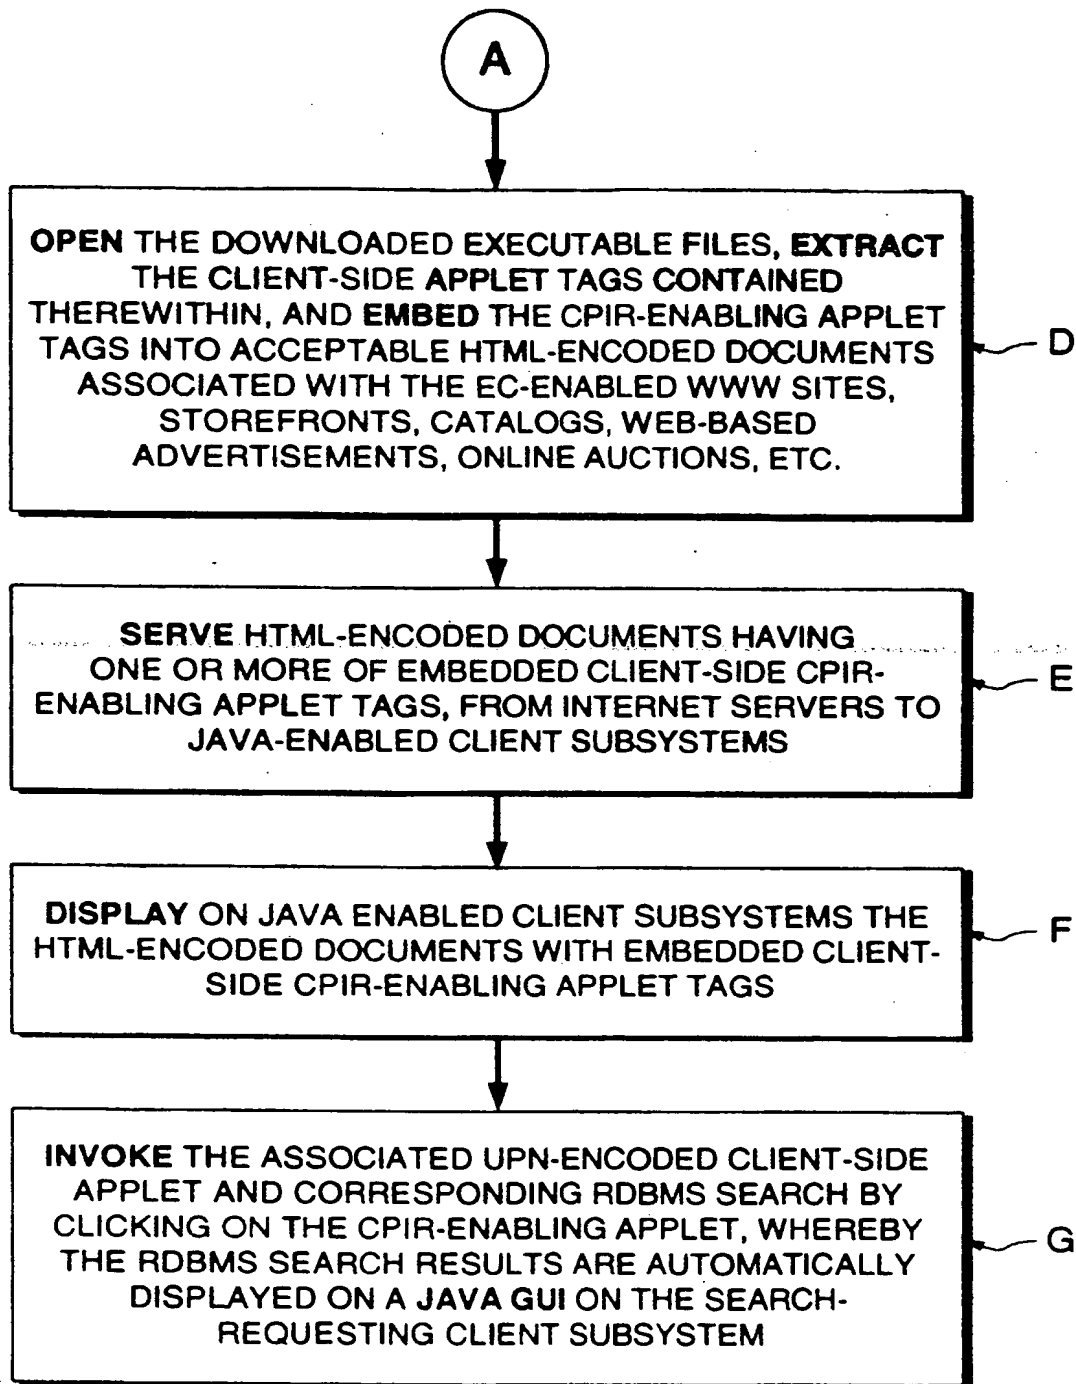 A
OPEN THE DOWNLOADED EXECUTABLE FILES, EXTRACT
THE CLIENT-SIDE APPLET TAGS CONTAINED
THEREWITHIN, AND EMBED THE CPIR-ENABLING APPLET
TAGS INTO ACCEPTABLE HTML-ENCODED DOCUMENTS
ASSOCIATED WITH THE EC-ENABLED WWW SITES,
STOREFRONTS, CATALOGS, WEB-BASED
ADVERTISEMENTS, ONLINE AUCTIONS, ETC.
D
SERVE HTML-ENCODED DOCUMENTS HAVING
ONE OR MORE OF EMBEDDED CLIENT-SIDE CPIR-
ENABLING APPLET TAGS, FROM INTERNET SERVERS TO
JAVA-ENABLED CLIENT SUBSYSTEMS
E
DISPLAY ON JAVA ENABLED CLIENT SUBSYSTEMS THE
HTML-ENCODED DOCUMENTS WITH EMBEDDED CLIENT-
SIDE CPIR-ENABLING APPLET TAGS
F
INVOKE THE ASSOCIATED UPN-ENCODED CLIENT-SIDE
APPLET AND CORRESPONDING RDBMS SEARCH BY
CLICKING ON THE CPIR-ENABLING APPLET, WHEREBY
THE RDBMS SEARCH RESULTS ARE AUTOMATICALLY
DISPLAYED ON A JAVA GUI ON THE SEARCH-
REQUESTING CLIENT SUBSYSTEM
G